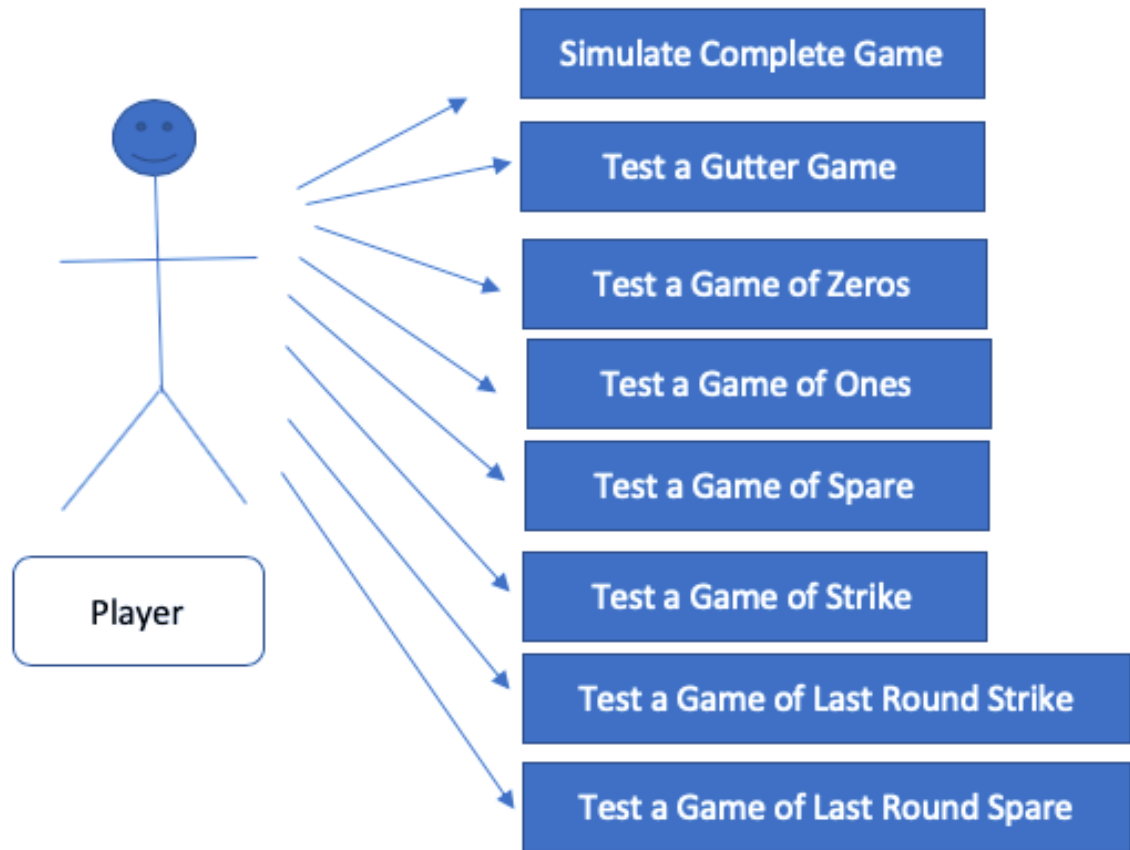 Simulate Complete Game
Test a Gutter Game
Test a Game of Zeros
Test a Game of Ones
Test a Game of Spare
Test a Game of Strike
Player
Test a Game of Last Round Strike
Test a Game of Last Round Spare